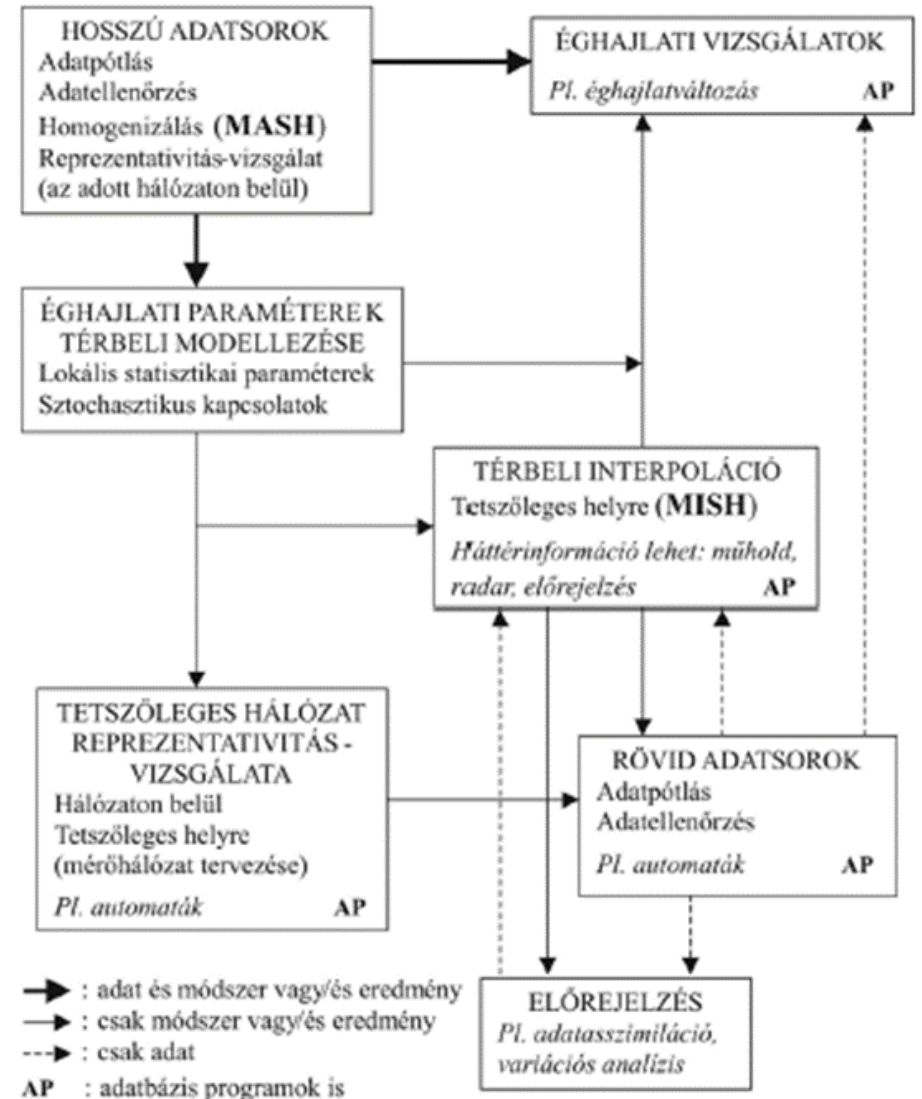 HOSSZÚ ADATSOROK
Adatpótlás
Adatellenőrzés
Homogenizálás (MASH)
Reprezentativitás-vizsgálat
(az adott hálózaton belül)
ÉGHAJLATI VIZSGÁLATOK
Pl. éghajlatváltozás AP
ÉGHAJLATI PARAMÉTEREK
TÉRBELI MODELLEZÉSE
Lokális statisztikai paraméterek
Sztochasztikus kapcsolatok
TÉRBELI INTERPOLÁCIÓ
Tetszőleges helyre (MISH)
Háttérinformáció lehet: műhold,
radar, előrejelzés AP
TETSZŐLEGES HÁLÓZAT
REPREZENTATIVITÁS -
VIZSGÁLATA
Hálózaton belül
Tetszőleges helyre
(mérőhálózat tervezése)
Pl. automaták AP
RÖVID ADATSOROK
Adatpótlás
Adatellenőrzés
Pl. automaták AP
ELŐREJELZÉS
Pl. adatasszimiláció,
variációs analízis
: adat és módszer vagy/és eredmény
: csak módszer vagy/és eredmény
: csak adat
AP : adatbázis programok is